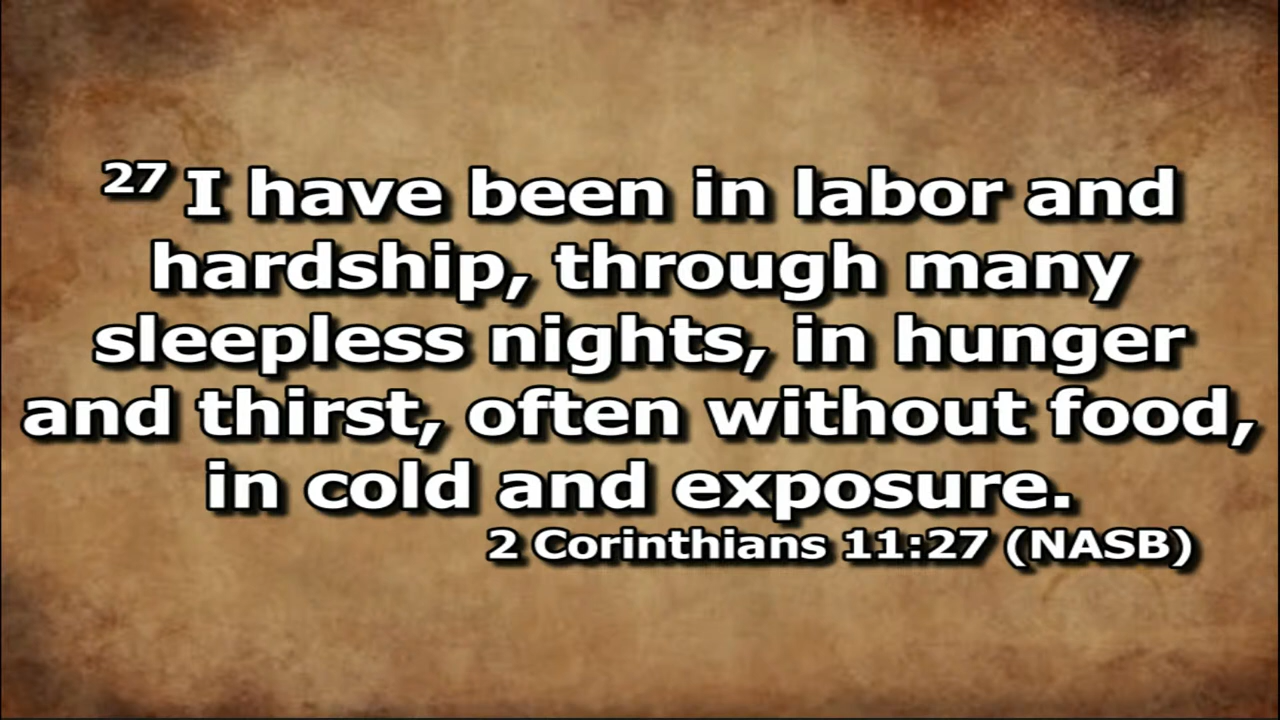 27 I have been in labor and
hardship, through many
sleepless nights, in hunger
and thirst, often without food,
in cold and exposure.
2 Corinthians 11:27 (NASB)